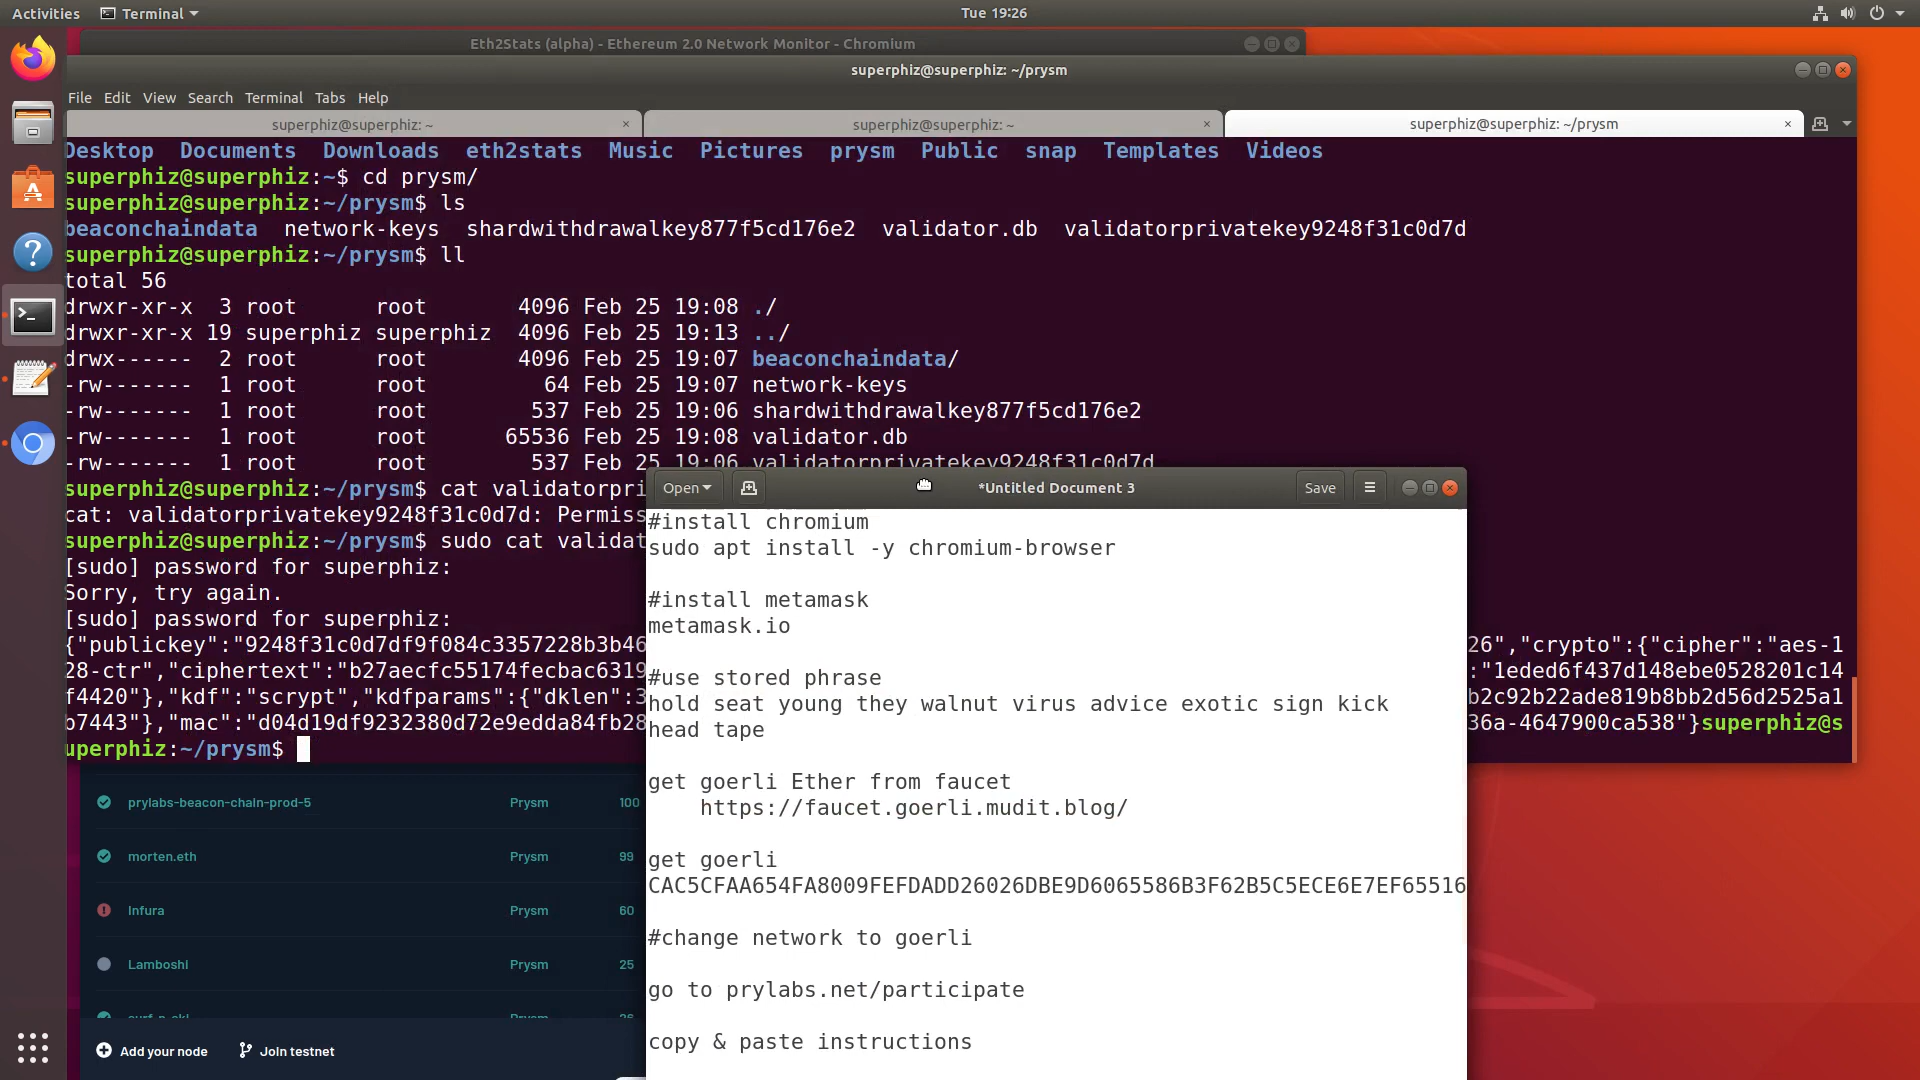 Activities
Terminal
Tue 19:26
Eth2Stats (alpha) - Ethereum 2.0 Network Monitor - Chromium
superphiz@superphiz: ~/prysm
File Edit View Search Terminal Tabs Help
superphiz@superphiz: ~
superphiz@superphiz: ~
superphiz@superphiz: ~/prysm
Desktop Documents Downloads eth2stats Music Pictures prysm Public snap Templates Videos
superphiz@superphiz:~$ cd prysm/
superphiz@superphiz:~/prysm$ ls
beaconchaindata network-keys shardwithdrawalkey877f5cd176e2 validator.db validatorprivatekey9248f31c0d7d
superphiz@superphiz:~/prysm$ ll
total 56
drwxr-xr-x 3 root root 4096 Feb 25 19:08 ./
drwxr-xr-x 19 superphiz superphiz 4096 Feb 25 19:13 ../
drwx------ 2 root root 4096 Feb 25 19:07 beaconchaindata/
-rw------- 1 root root 64 Feb 25 19:07 network-keys
-rw------- 1 root root 537 Feb 25 19:06 shardwithdrawalkey877f5cd176e2
-rw------- 1 root root 65536 Feb 25 19:08 validator.db
-rw------- 1 root root 537 Feb 25 19:06 validatorprivatekey9248f31c0d7d
superphiz@superphiz:~/prysm$ cat validatorpri
cat: validatorprivatekey9248f31c0d7d: Permiss
superphiz@superphiz:~/prysm$ sudo cat validat
[sudo] password for superphiz:
Sorry, try again.
[sudo] password for superphiz:
{"publickey":"9248f31c0d7df9f084c3357228b3b46 26","crypto":{"cipher":"aes-1
28-ctr","ciphertext":"b27aecfc55174fecbac6319 :"1eded6f437d148ebe0528201c14
f4420"},"kdf":"scrypt","kdfparams":{"dklen":3 b2c92b22ade819b8bb2d56d2525a1
b7443"},"mac":"d04d19df9232380d72e9edda84fb28 36a-4647900ca538"}superphiz@s
uperphiz:~/prysm$
Open
*Untitled Document 3
Save
#install chromium
sudo apt install -y chromium-browser
#install metamask
metamask.io
#use stored phrase
hold seat young they walnut virus advice exotic sign kick
head tape
get goerli Ether from faucet
https://faucet.goerli.mudit.blog/
get goerli
CAC5CFAA654FA8009FEFDADD26026DBE9D6065586B3F62B5C5ECE6E7EF65516
#change network to goerli
go to prylabs.net/participate
copy & paste instructions
prylabs-beacon-chain-prod-5 Prysm 100
morten.eth Prysm 99
Infura Prysm 60
Lamboshi Prysm 25
Add your node
Join testnet